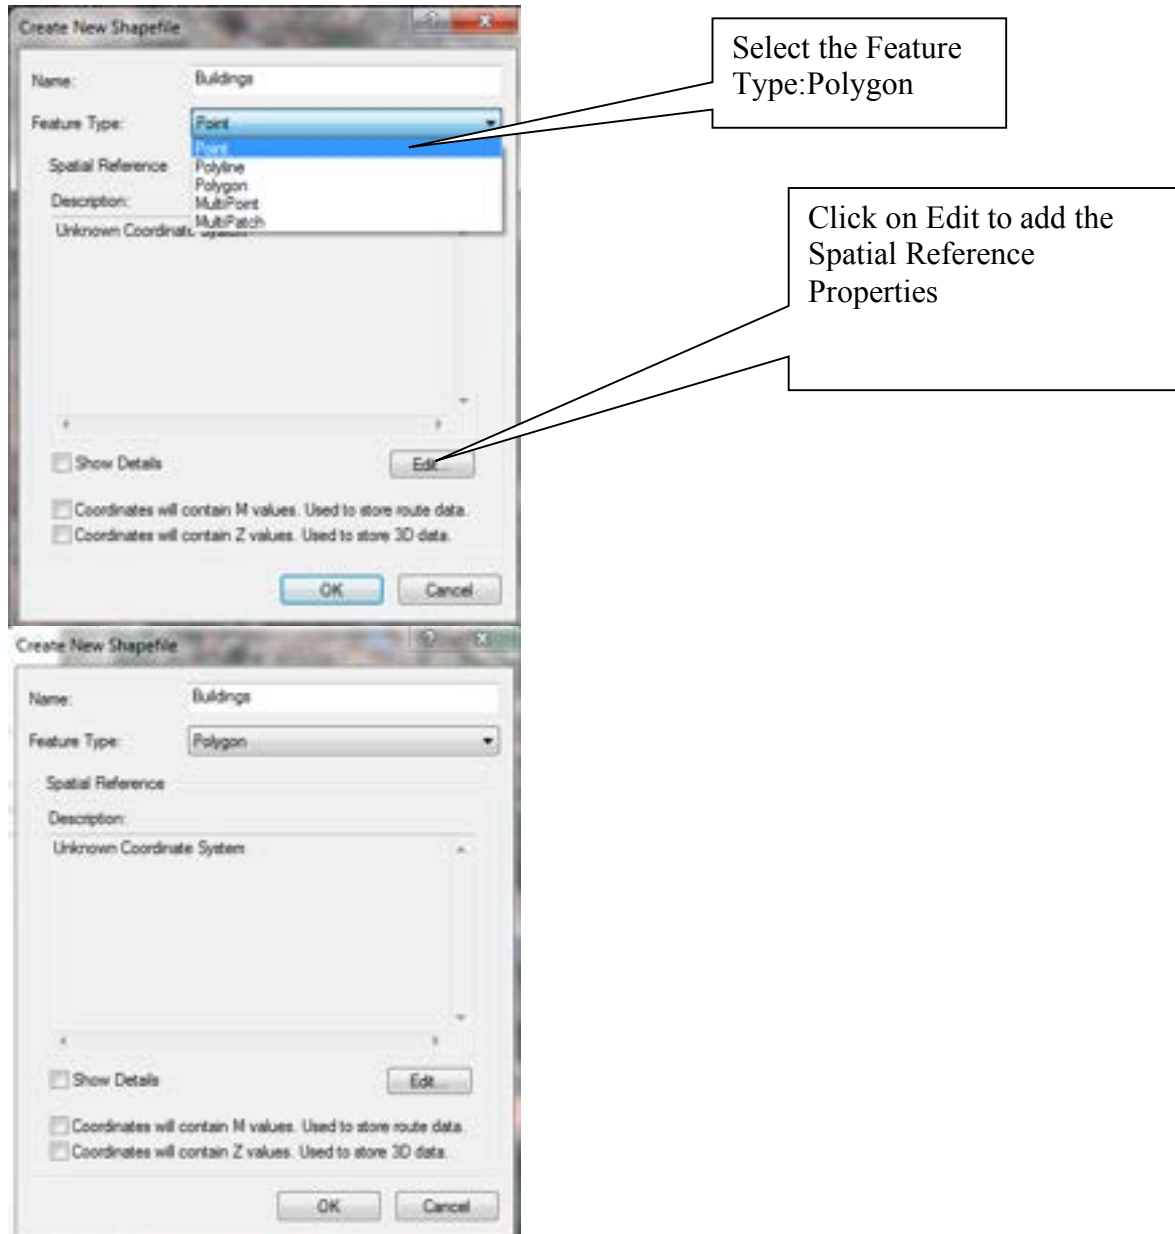 Create New Shapefile
Name: Buildings
Feature Type: Point
Point
Spatial Reference
Polyline
Polygon
Description:
MultiPoint
MultiPatch
Unknown Coordinate System
Show Details
Edit...
Coordinates will contain M values. Used to store route data.
Coordinates will contain Z values. Used to store 3D data.
OK
Cancel
Select the Feature
Type:Polygon
Click on Edit to add the
Spatial Reference
Properties
Create New Shapefile
Name: Buildings
Feature Type: Polygon
Spatial Reference
Description:
Unknown Coordinate System
Show Details
Edit...
Coordinates will contain M values. Used to store route data.
Coordinates will contain Z values. Used to store 3D data.
OK
Cancel